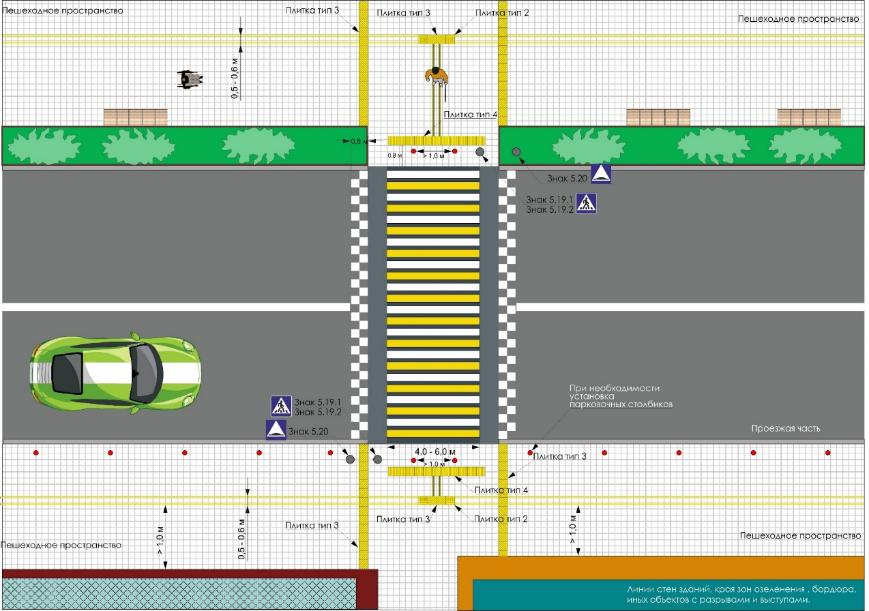 Пешеходное пространство
Плитка тип 3
Плитка тип 3
Плитка тип 2
Пешеходное пространство
0,5 - 0,6 м
Плитка тип 4
0,8 м
0,8 м
> 1,0 м
Знак 5.20
Знак 5.19.1
Знак 5.19.2
При необходимости
установка
парковочных столбиков
Знак 5.19.1
Знак 5.19.2
Знак 5.20
Проезжая часть
4,0 - 6,0 м
> 1,0 м
Плитка тип 3
Плитка тип 4
Плитка тип 3
Плитка тип 3
Плитка тип 2
> 1,0 м
0,5 - 0,6 м
> 1,0 м
Пешеходное пространство
Пешеходное пространство
Линии стен зданий, края зон озеленения , бордюра,
иных объектов с разрывами и выступами.